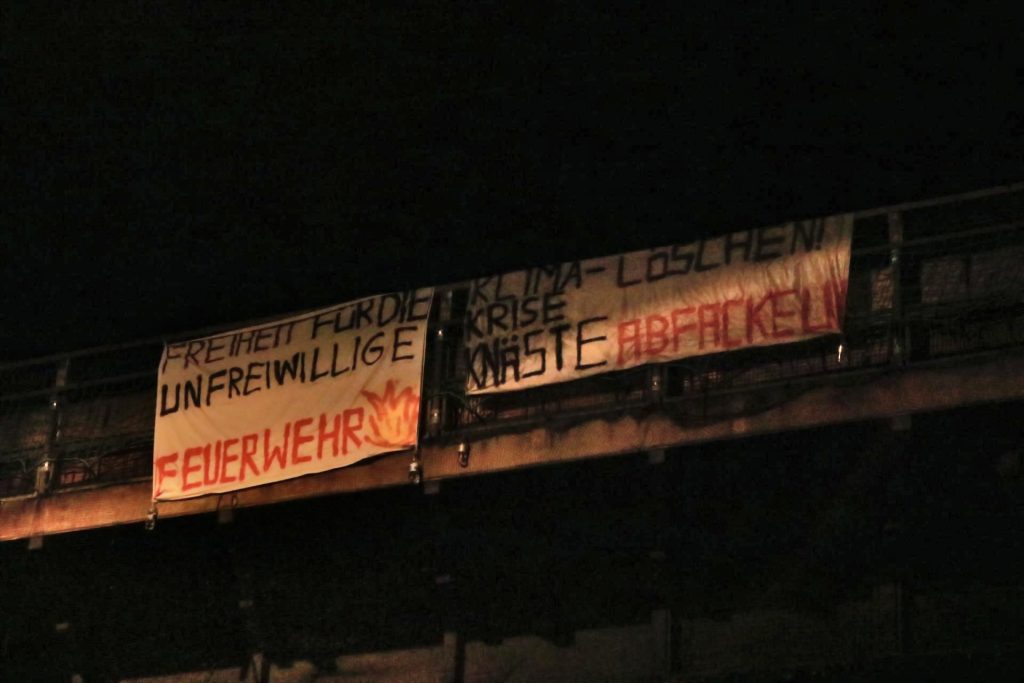 FREIHEIT FÜR DIE
UNFREIWILLIGE
FEUERWEHR
KLIMA- LÖSCHEN!
KRISE
KNÄSTE ABFACKELN